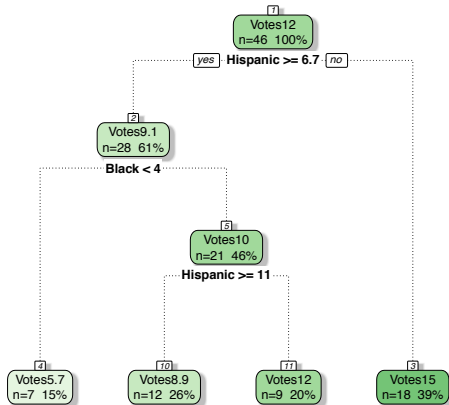 1
Votes12
n=46 100%
yes Hispanic >= 6.7 no
2
Votes9.1
n=28 61%
Black < 4
5
Votes10
n=21 46%
Hispanic >= 11
4
Votes5.7
n=7 15%
10
Votes8.9
n=12 26%
11
Votes12
n=9 20%
3
Votes15
n=18 39%